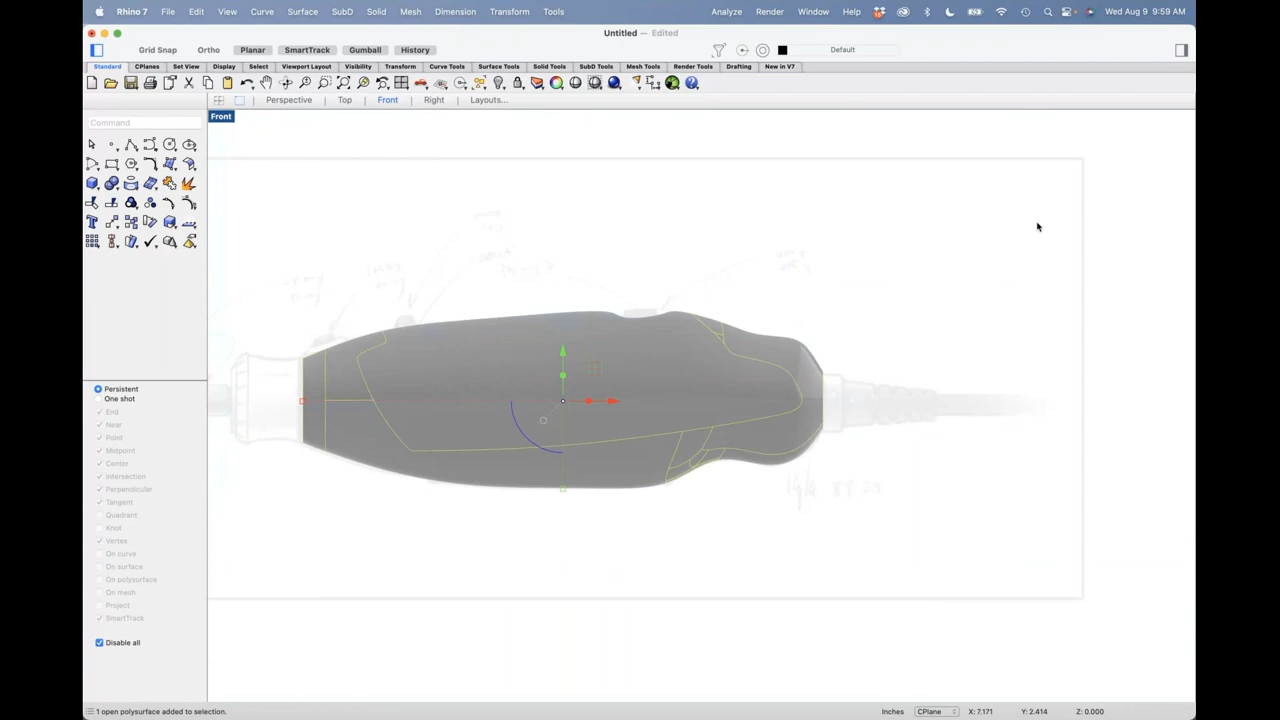 Rhino 7 File Edit View Curve Surface SubD Solid Mesh Dimension Transform Tools Analyze Render Window Help Wed Aug 9 9:59 AM
Untitled — Edited
Grid Snap Ortho Planar SmartTrack Gumball History Default
Standard CPlanes Set View Display Select Viewport Layout Visibility Transform Curve Tools Surface Tools Solid Tools SubD Tools Mesh Tools Render Tools Drafting New in V7
Perspective Top Front Right Layouts...
Front
Command
Persistent
One shot
End
Near
Point
Midpoint
Center
Intersection
Perpendicular
Tangent
Quadrant
Knot
Vertex
On curve
On surface
On polysurface
On mesh
Project
SmartTrack
Disable all
1 open polysurface added to selection. Inches CPlane X: 7.171 Y: 2.414 Z: 0.000